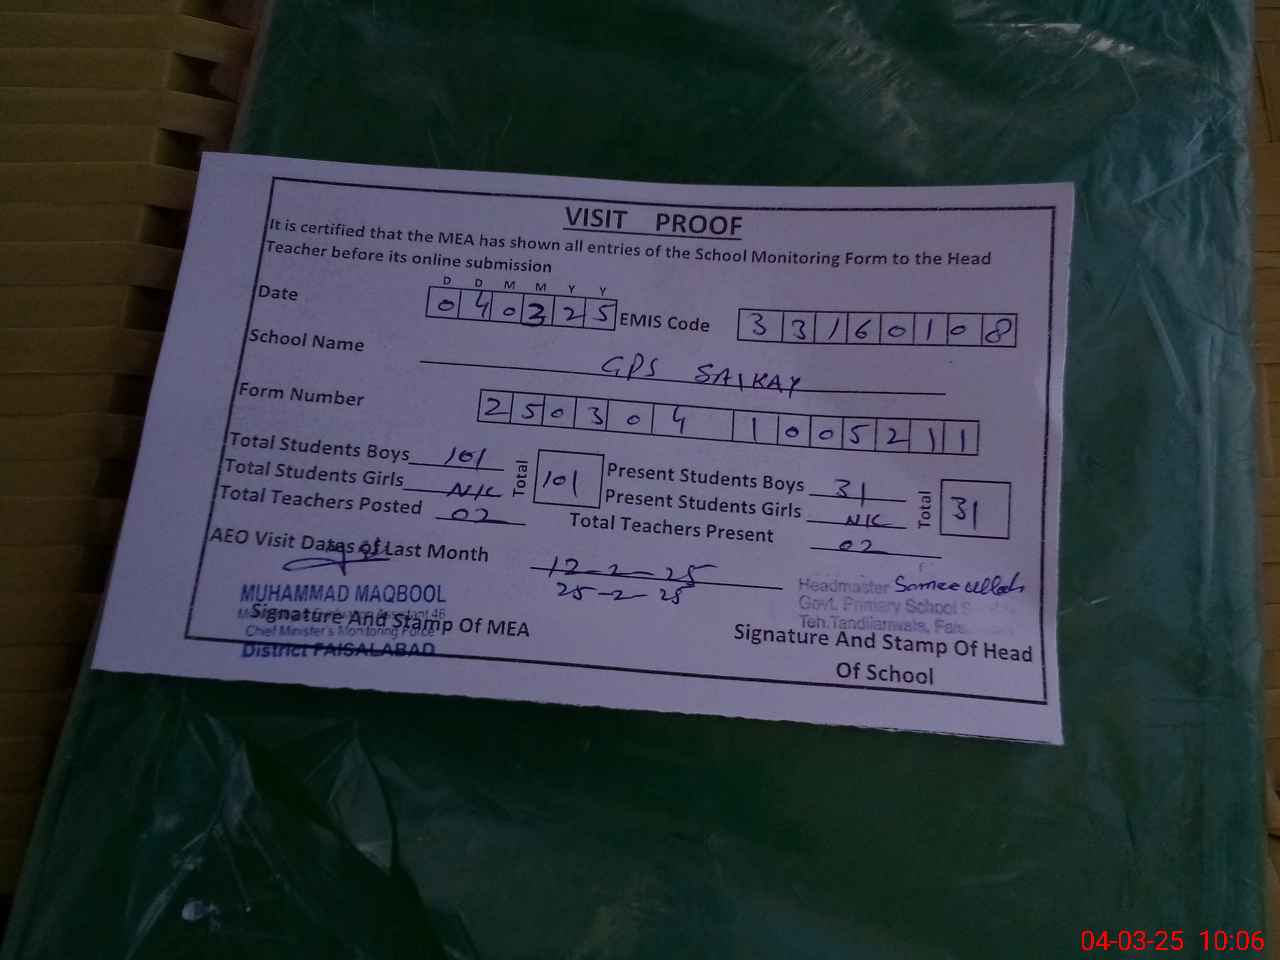 VISIT PROOF
It is certified that the MEA has shown all entries of the School Monitoring Form to the Head
Teacher before its online submission
D D M M Y Y
Date 0 4 0 3 2 5 EMIS Code 3 3 1 6 0 1 0 8
School Name GPS SAIKAY
Form Number 2 5 0 3 0 4 1 0 0 5 2 1 1
Total Students Boys 101 Total 101 Present Students Boys 31 Total 31
Total Students Girls NIL Present Students Girls NIL
Total Teachers Posted 02 Total Teachers Present 02
AEO Visit Dates of Last Month 12-2-25
25-2-25
MUHAMMAD MAQBOOL
Chief Minister's Monitoring Force
District FAISALABAD
Signature And Stamp Of MEA
Headmaster Sameeullah
Govt. Primary School
Teh. Tandlianwala,
Signature And Stamp Of Head
Of School
04-03-25 10:06